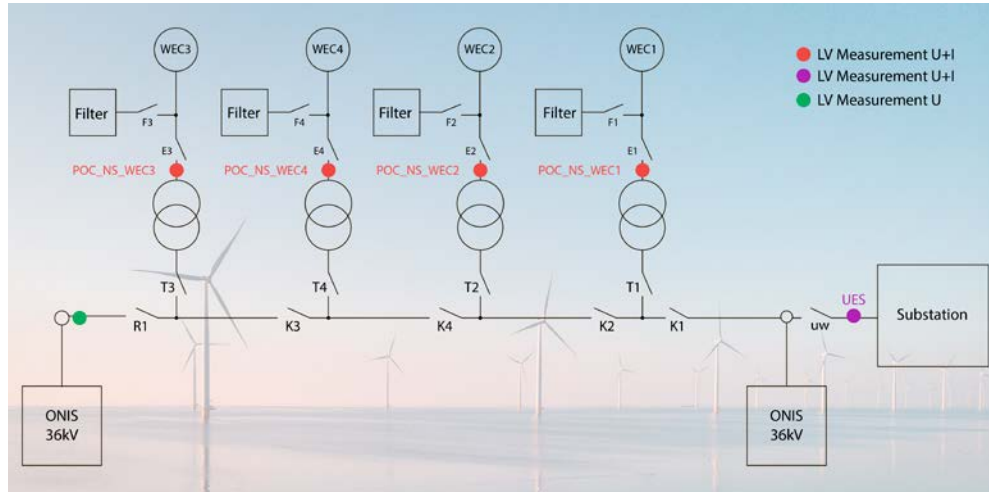 WEC3
WEC4
WEC2
WEC1
LV Measurement U+I
LV Measurement U+I
LV Measurement U
Filter
Filter
Filter
Filter
F3
F4
F2
F1
E3
E4
E2
E1
POC_NS_WEC3
POC_NS_WEC4
POC_NS_WEC2
POC_NS_WEC1
T3
T4
T2
T1
UES
Substation
R1
K3
K4
K2
K1
uw
ONIS
36kV
ONIS
36kV